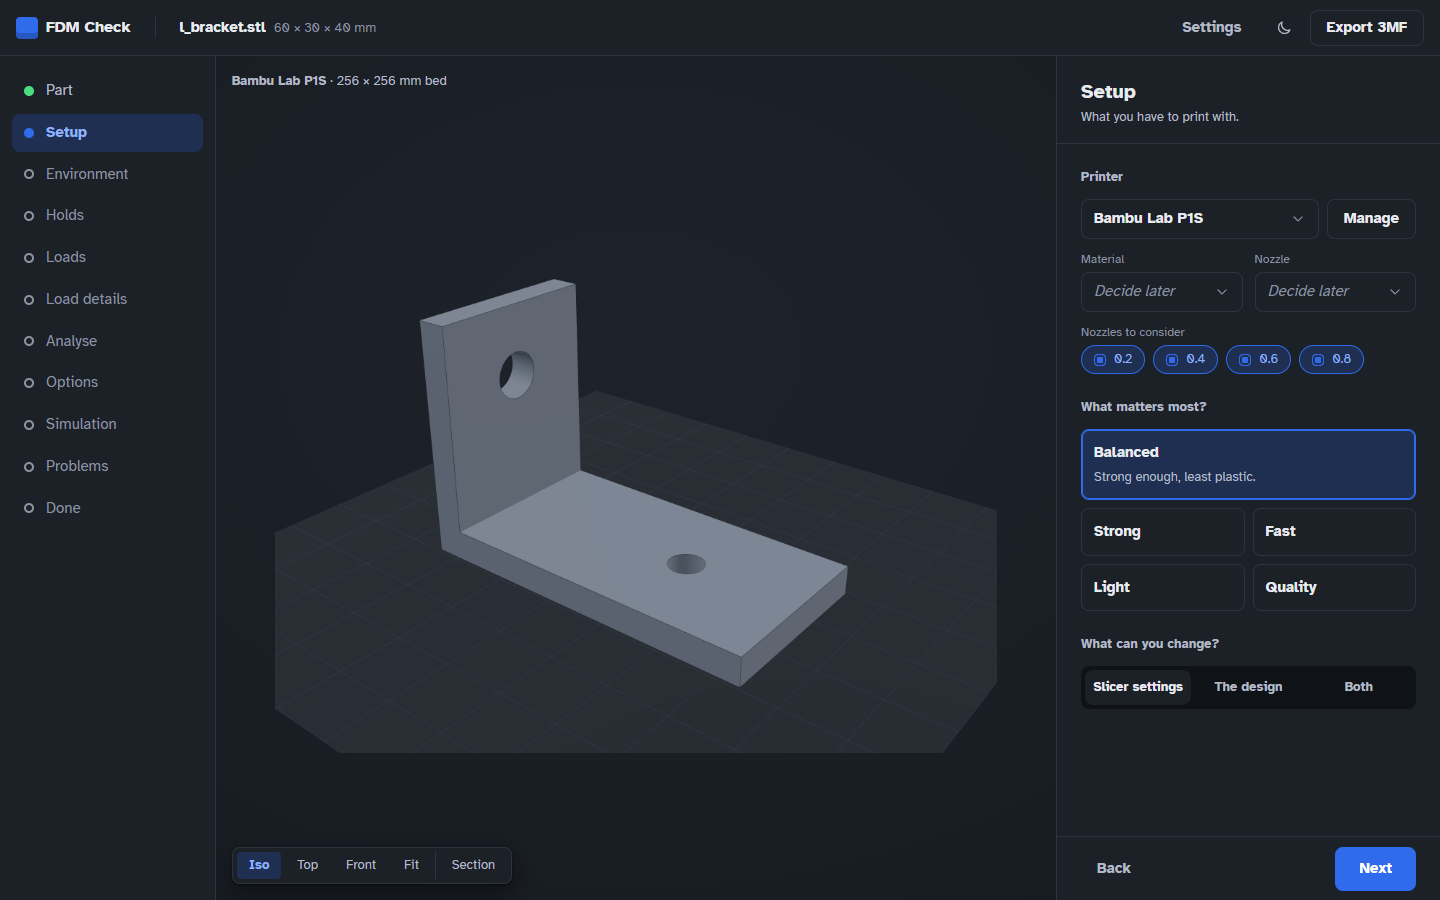 FDM Check
l_bracket.stl 60 × 30 × 40 mm
Settings
Export 3MF
Part
Setup
Environment
Holds
Loads
Load details
Analyse
Options
Simulation
Problems
Done
Bambu Lab P1S · 256 × 256 mm bed
Iso
Top
Front
Fit
Section
Setup
What you have to print with.
Printer
Bambu Lab P1S
Manage
Material
Nozzle
Decide later
Decide later
Nozzles to consider
0.2
0.4
0.6
0.8
What matters most?
Balanced
Strong enough, least plastic.
Strong
Fast
Light
Quality
What can you change?
Slicer settings
The design
Both
Back
Next